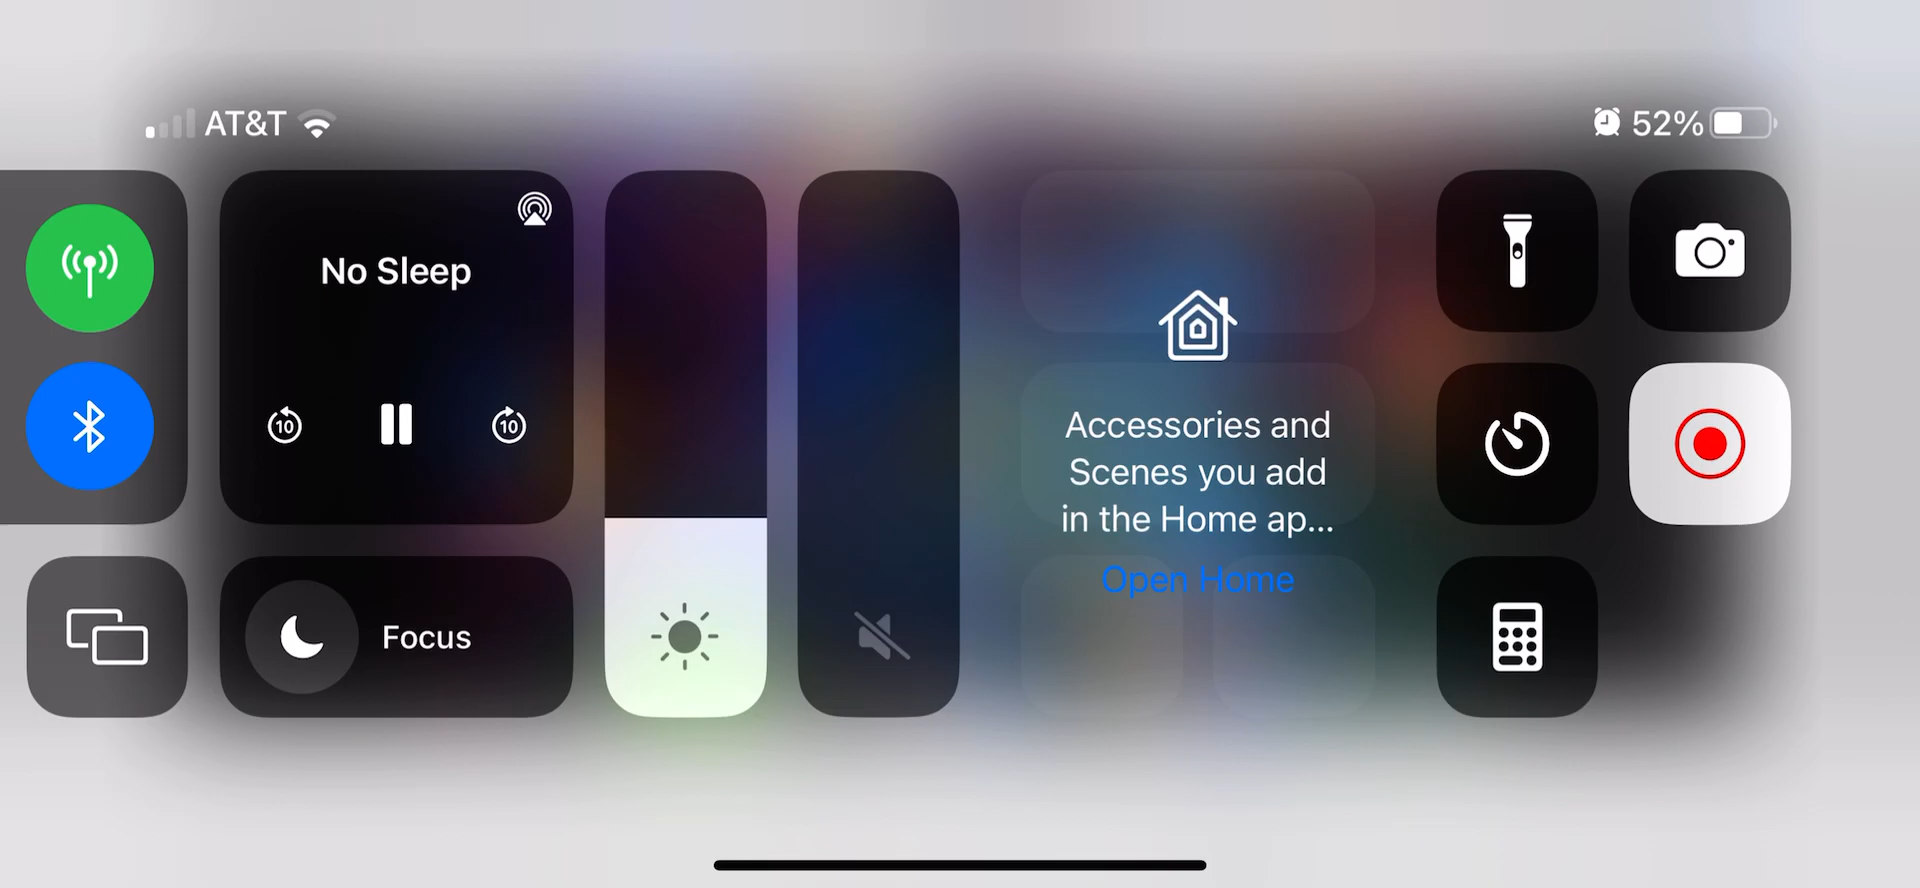 AT&T
52%
No Sleep
10
10
Focus
Accessories and
Scenes you add
in the Home ap...
Open Home